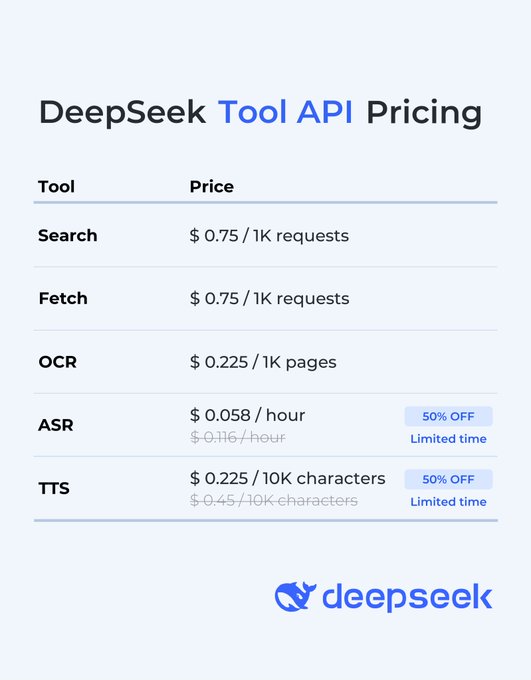 DeepSeek Tool API Pricing
Tool Price
Search $ 0.75 / 1K requests
Fetch $ 0.75 / 1K requests
OCR $ 0.225 / 1K pages
ASR $ 0.058 / hour 50% OFF
$ 0.116 / hour Limited time
TTS $ 0.225 / 10K characters 50% OFF
$ 0.45 / 10K characters Limited time
deepseek